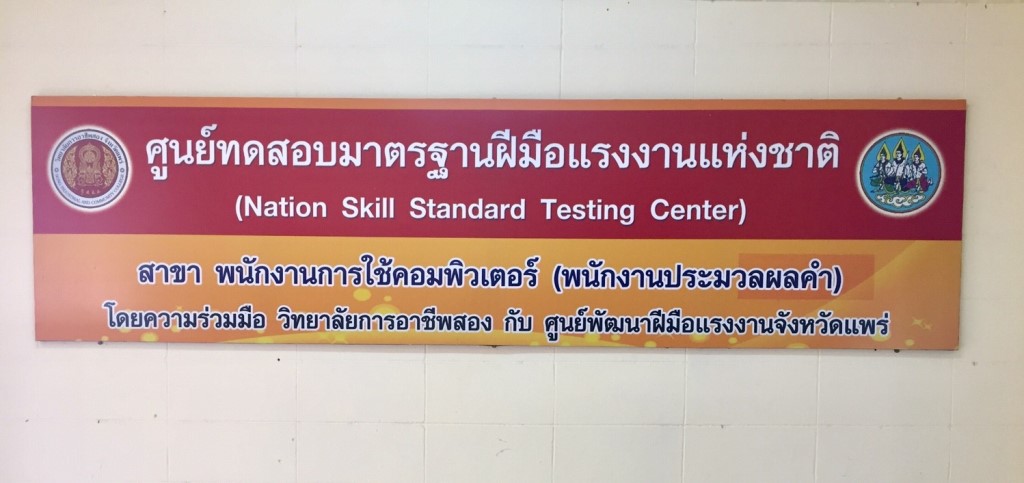 ศูนย์ทดสอบมาตรฐานฝีมือแรงงานแห่งชาติ
(Nation Skill Standard Testing Center)
สาขา พนักงานการใช้คอมพิวเตอร์ (พนักงานประมวลผลคำ)
โดยความร่วมมือ วิทยาลัยการอาชีพสอง กับ ศูนย์พัฒนาฝีมือแรงงานจังหวัดแพร่